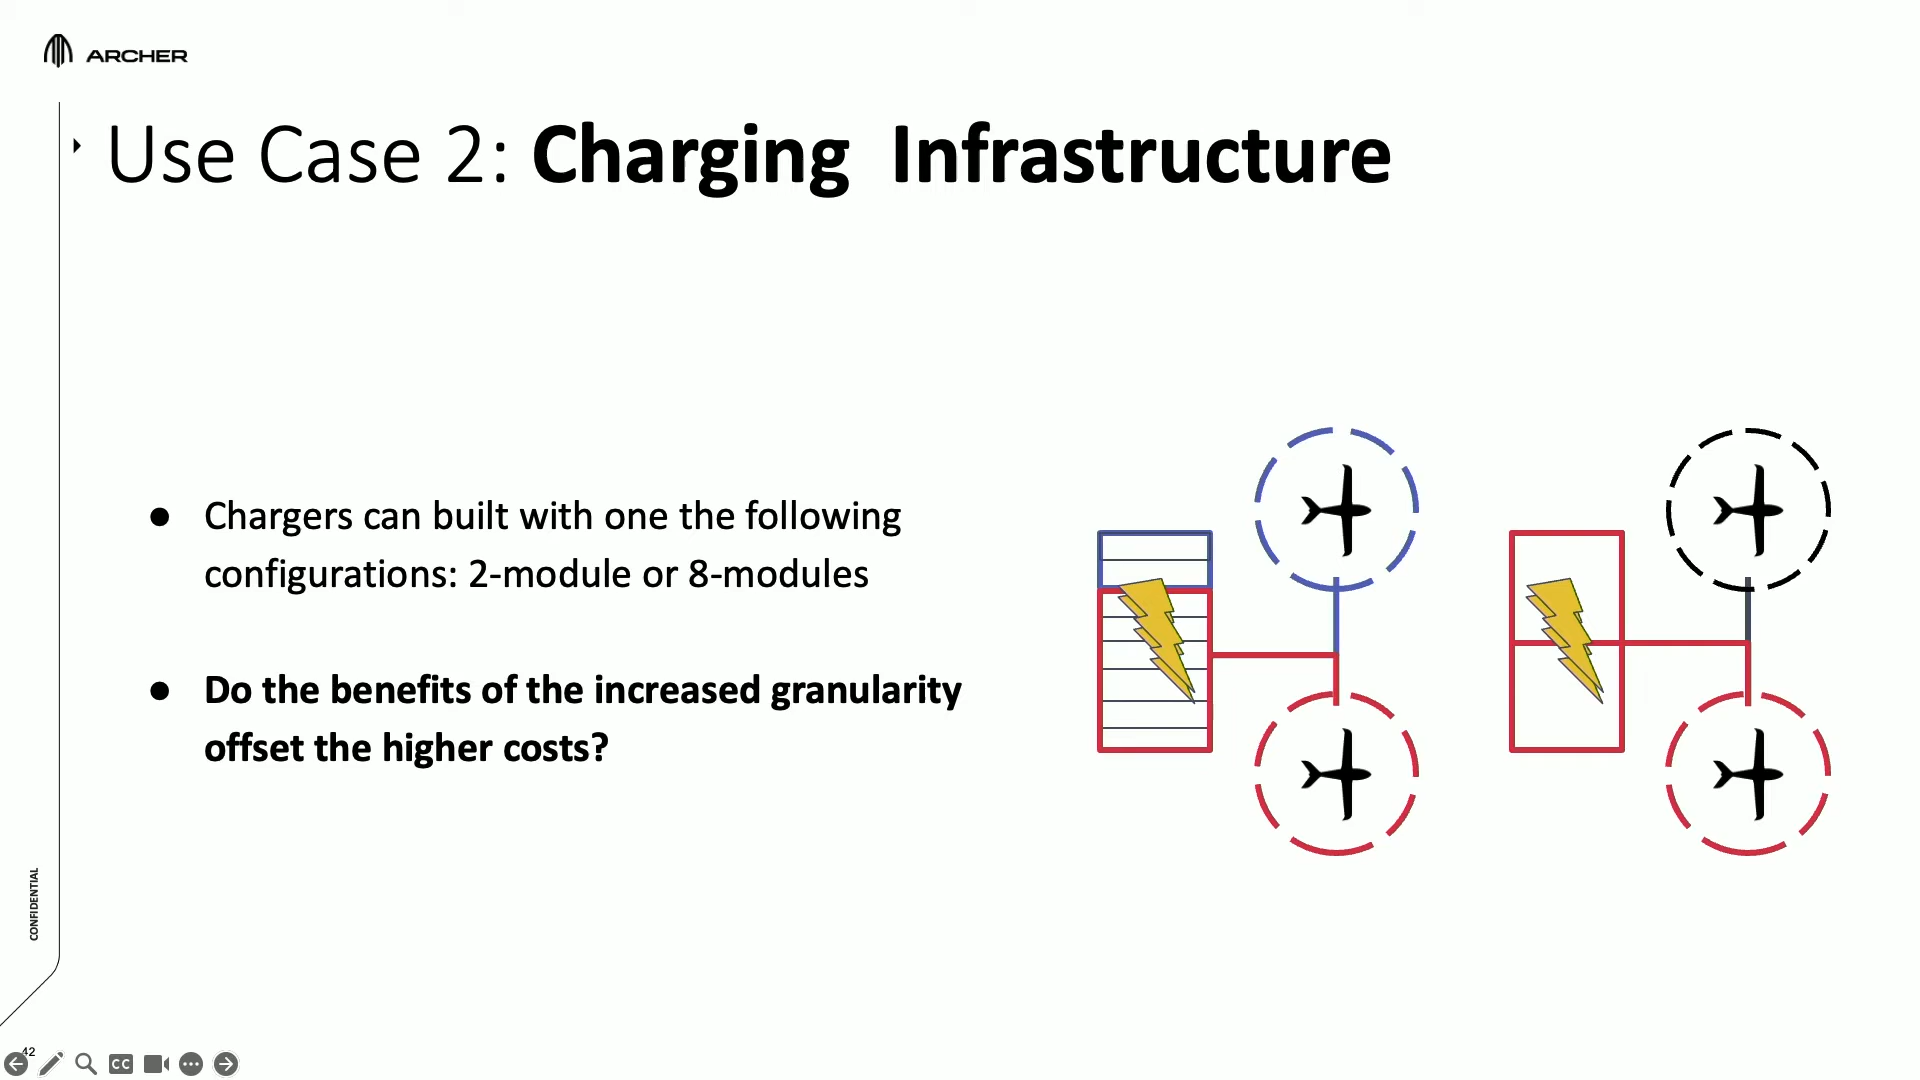 ARCHER
Use Case 2: Charging Infrastructure
● Chargers can built with one the following
configurations: 2-module or 8-modules
● Do the benefits of the increased granularity
offset the higher costs?
CONFIDENTIAL
42
CC